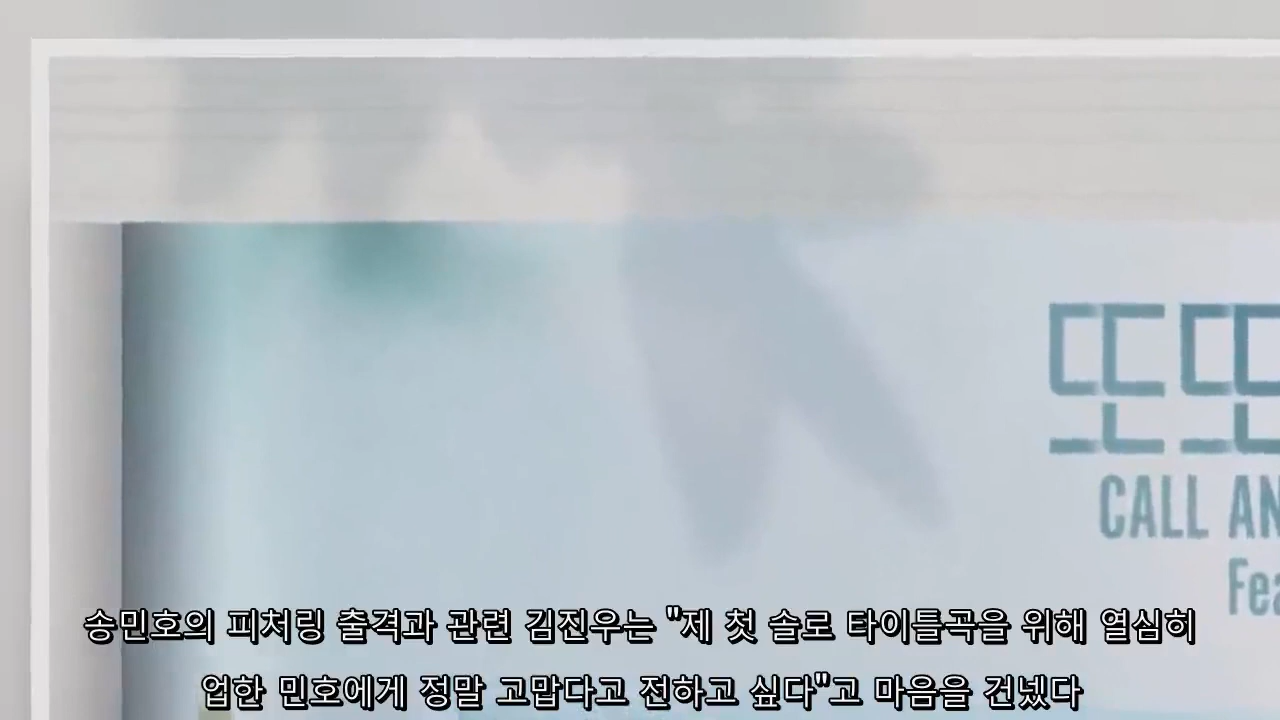 또또
CALL AN
Fea
송민호의 피처링 출격과 관련 김진우는 "제 첫 솔로 타이틀곡을 위해 열심히
업한 민호에게 정말 고맙다고 전하고 싶다"고 마음을 건넸다